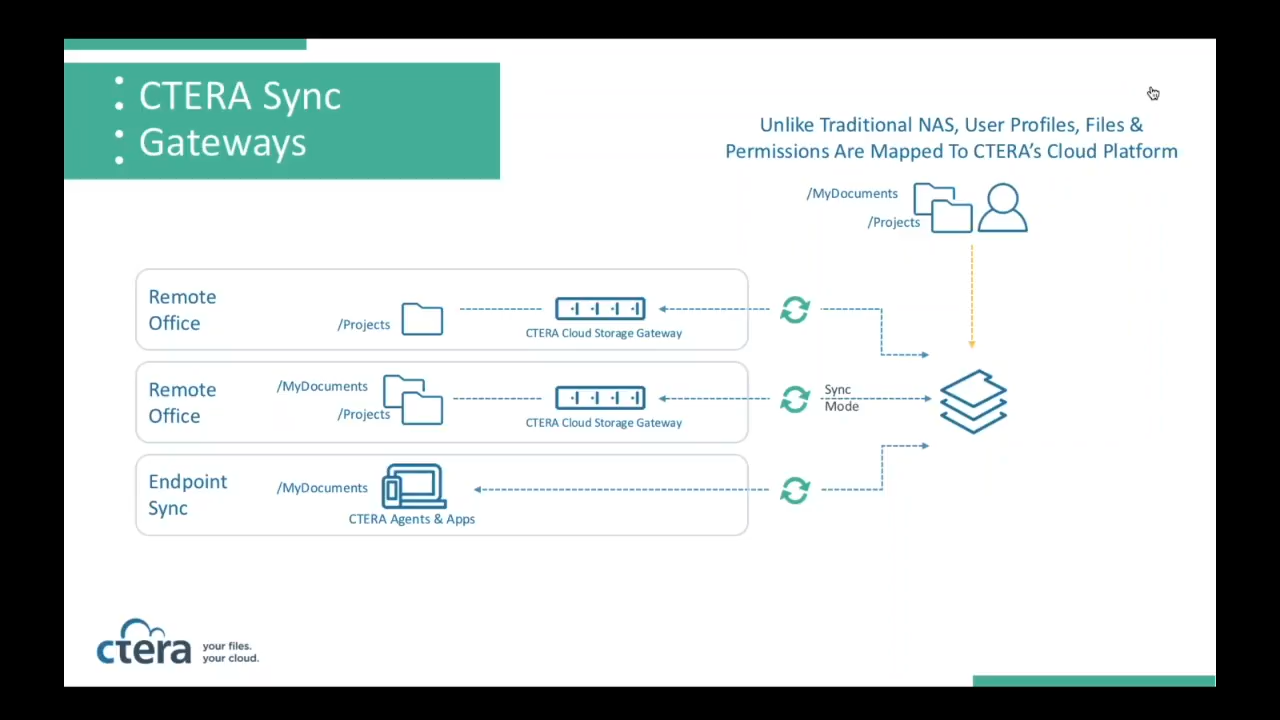 CTERA Sync
Gateways
Unlike Traditional NAS, User Profiles, Files &
Permissions Are Mapped To CTERA's Cloud Platform
/MyDocuments
/Projects
Remote
Office
/Projects
CTERA Cloud Storage Gateway
Remote
Office
/MyDocuments
/Projects
CTERA Cloud Storage Gateway
Sync
Mode
Endpoint
Sync
/MyDocuments
CTERA Agents & Apps
ctera
your files.
your cloud.